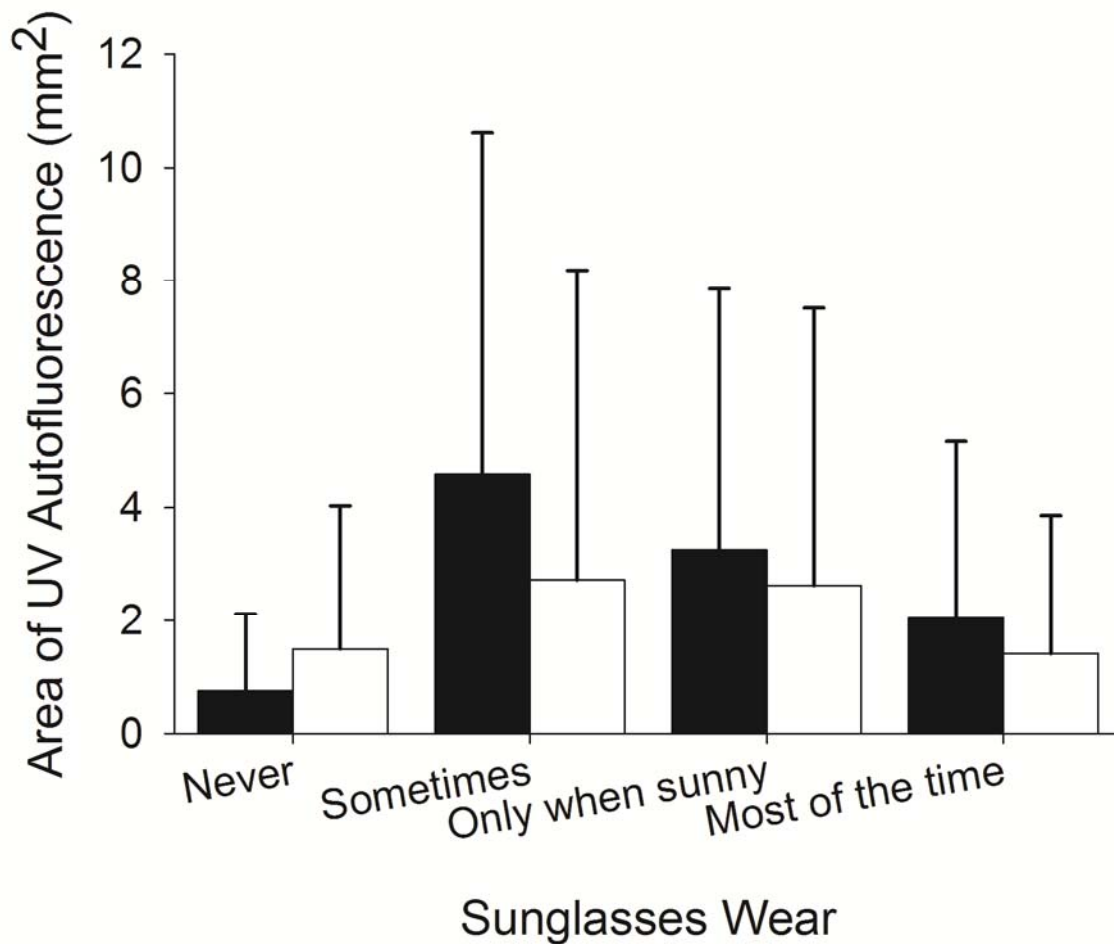 Area of UV Autofluorescence (mm²)
12
10
8
6
4
2
0
Never
Sometimes
Only when sunny
Most of the time
Sunglasses Wear